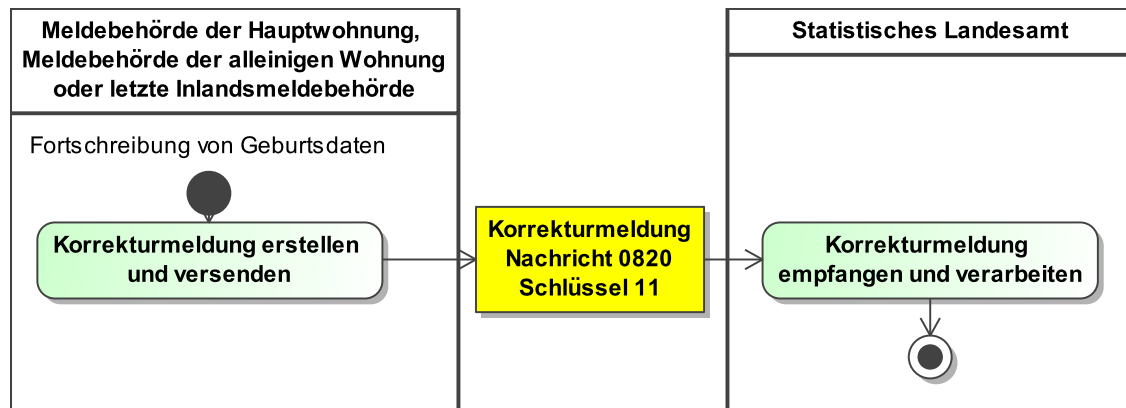 Meldebehörde der Hauptwohnung,
Meldebehörde der alleinigen Wohnung
oder letzte Inlandsmeldebehörde
Statistisches Landesamt
Fortschreibung von Geburtsdaten
Korrekturmeldung erstellen
und versenden
Korrekturmeldung
Nachricht 0820
Schlüssel 11
Korrekturmeldung
empfangen und verarbeiten